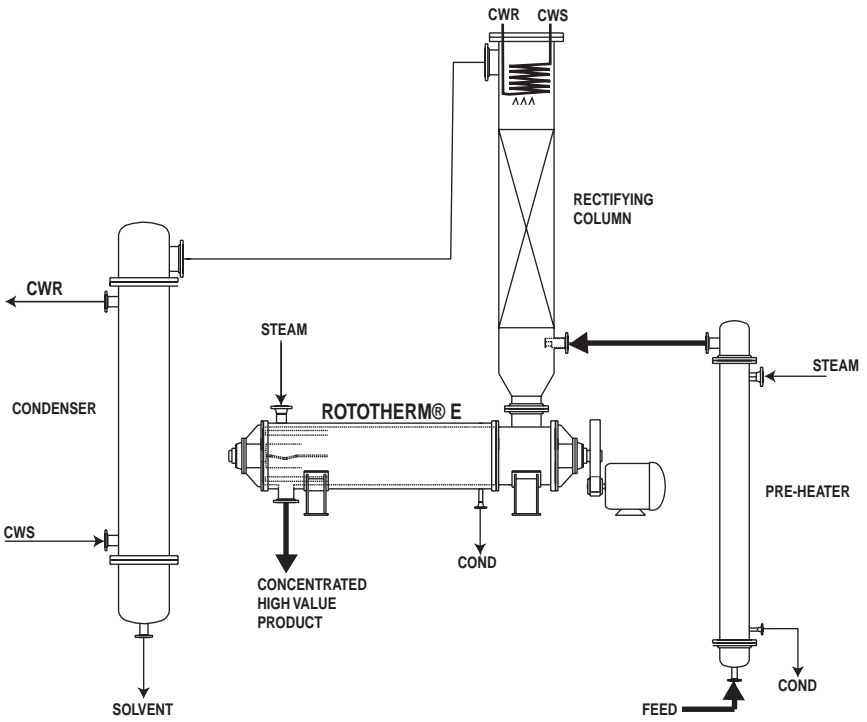 CWR
CWS
RECTIFYING
COLUMN
CWR
STEAM
STEAM
CONDENSER
ROTOTHERM® E
PRE-HEATER
CWS
COND
CONCENTRATED
HIGH VALUE
PRODUCT
COND
SOLVENT
FEED